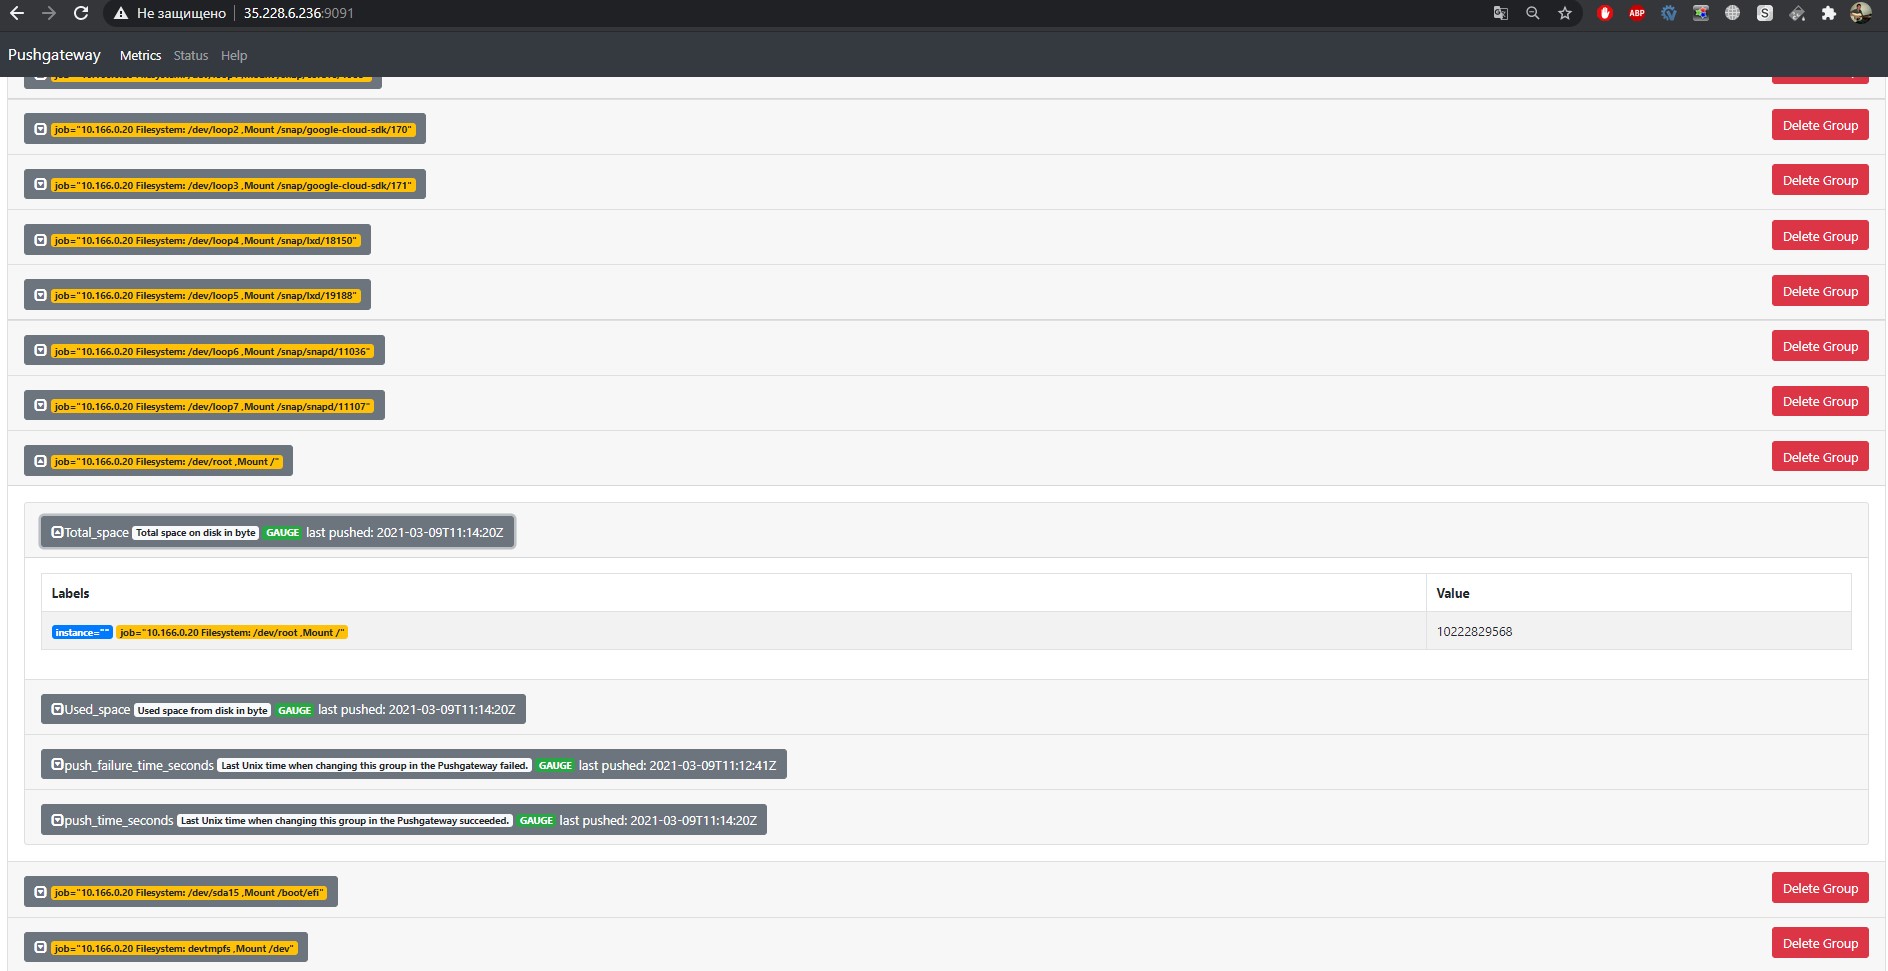 Не защищено 35.228.6.236:9091
ABP
S
Pushgateway Metrics Status Help
job="10.166.0.20 Filesystem: /dev/loop2 ,Mount /snap/google-cloud-sdk/170" Delete Group
job="10.166.0.20 Filesystem: /dev/loop3 ,Mount /snap/google-cloud-sdk/171" Delete Group
job="10.166.0.20 Filesystem: /dev/loop4 ,Mount /snap/lxd/18150" Delete Group
job="10.166.0.20 Filesystem: /dev/loop5 ,Mount /snap/lxd/19188" Delete Group
job="10.166.0.20 Filesystem: /dev/loop6 ,Mount /snap/snapd/11036" Delete Group
job="10.166.0.20 Filesystem: /dev/loop7 ,Mount /snap/snapd/11107" Delete Group
job="10.166.0.20 Filesystem: /dev/root ,Mount /" Delete Group
Total_space Total space on disk in byte GAUGE last pushed: 2021-03-09T11:14:20Z
Labels Value
instance="" job="10.166.0.20 Filesystem: /dev/root ,Mount /" 10222829568
Used_space Used space from disk in byte GAUGE last pushed: 2021-03-09T11:14:20Z
push_failure_time_seconds Last Unix time when changing this group in the Pushgateway failed. GAUGE last pushed: 2021-03-09T11:12:41Z
push_time_seconds Last Unix time when changing this group in the Pushgateway succeeded. GAUGE last pushed: 2021-03-09T11:14:20Z
job="10.166.0.20 Filesystem: /dev/sda15 ,Mount /boot/efi" Delete Group
job="10.166.0.20 Filesystem: devtmpfs ,Mount /dev" Delete Group